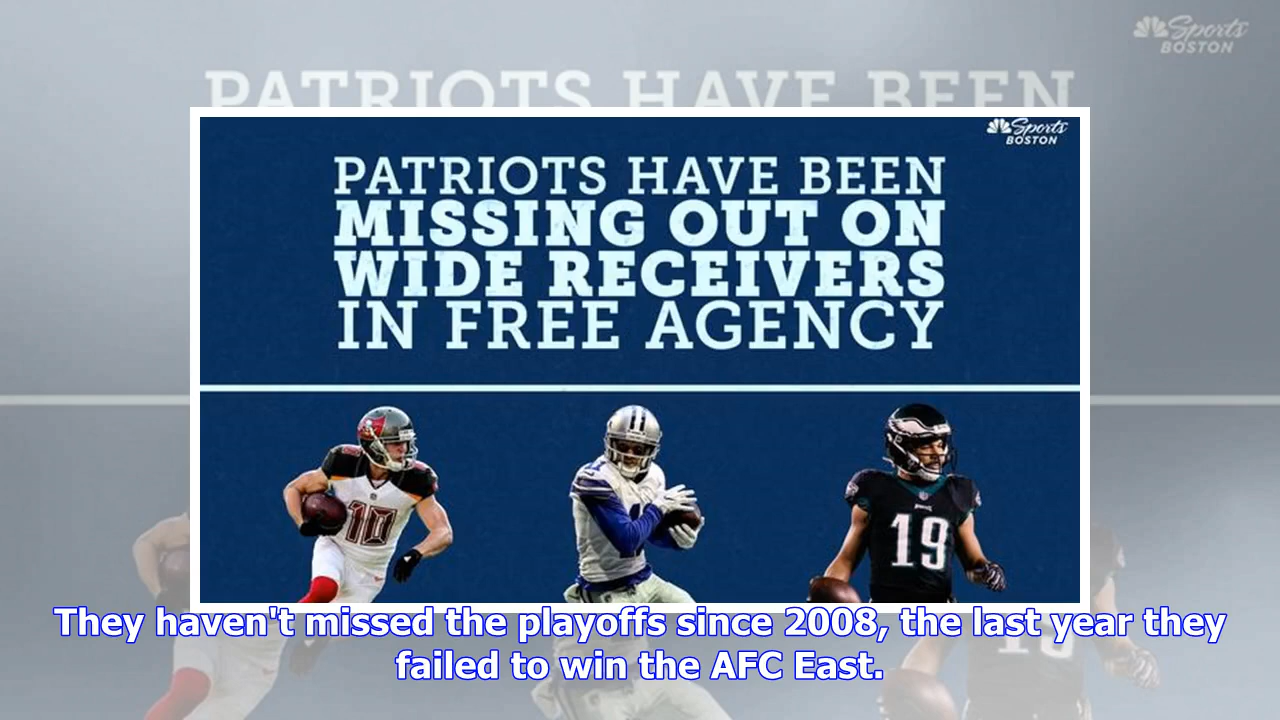 Sports
BOSTON
PATRIOTS HAVE BEEN
Sports
BOSTON
PATRIOTS HAVE BEEN
MISSING OUT ON
WIDE RECEIVERS
IN FREE AGENCY
10
19
They haven't missed the playoffs since 2008, the last year they
failed to win the AFC East.